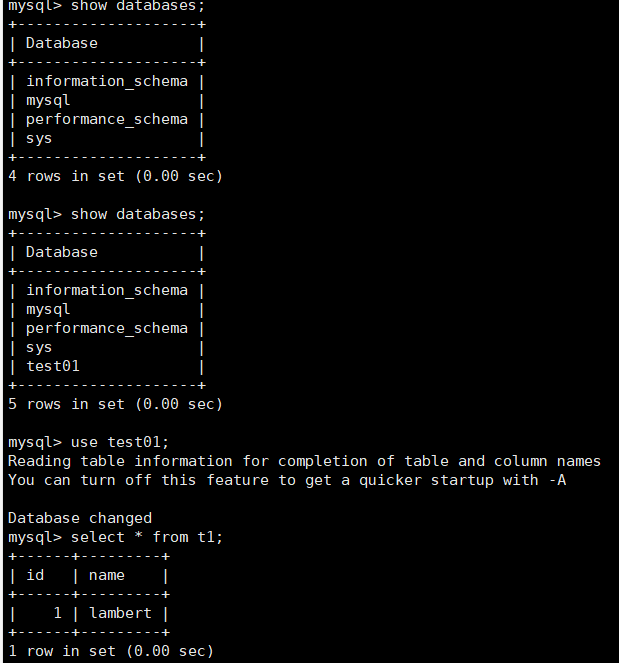 mysql> show databases;
+--------------------+
| Database           |
+--------------------+
| information_schema |
| mysql              |
| performance_schema |
| sys                |
+--------------------+
4 rows in set (0.00 sec)

mysql> show databases;
+--------------------+
| Database           |
+--------------------+
| information_schema |
| mysql              |
| performance_schema |
| sys                |
| test01             |
+--------------------+
5 rows in set (0.00 sec)

mysql> use test01;
Reading table information for completion of table and column names
You can turn off this feature to get a quicker startup with -A

Database changed
mysql> select * from t1;
+------+---------+
| id   | name    |
+------+---------+
|    1 | lambert |
+------+---------+
1 row in set (0.00 sec)